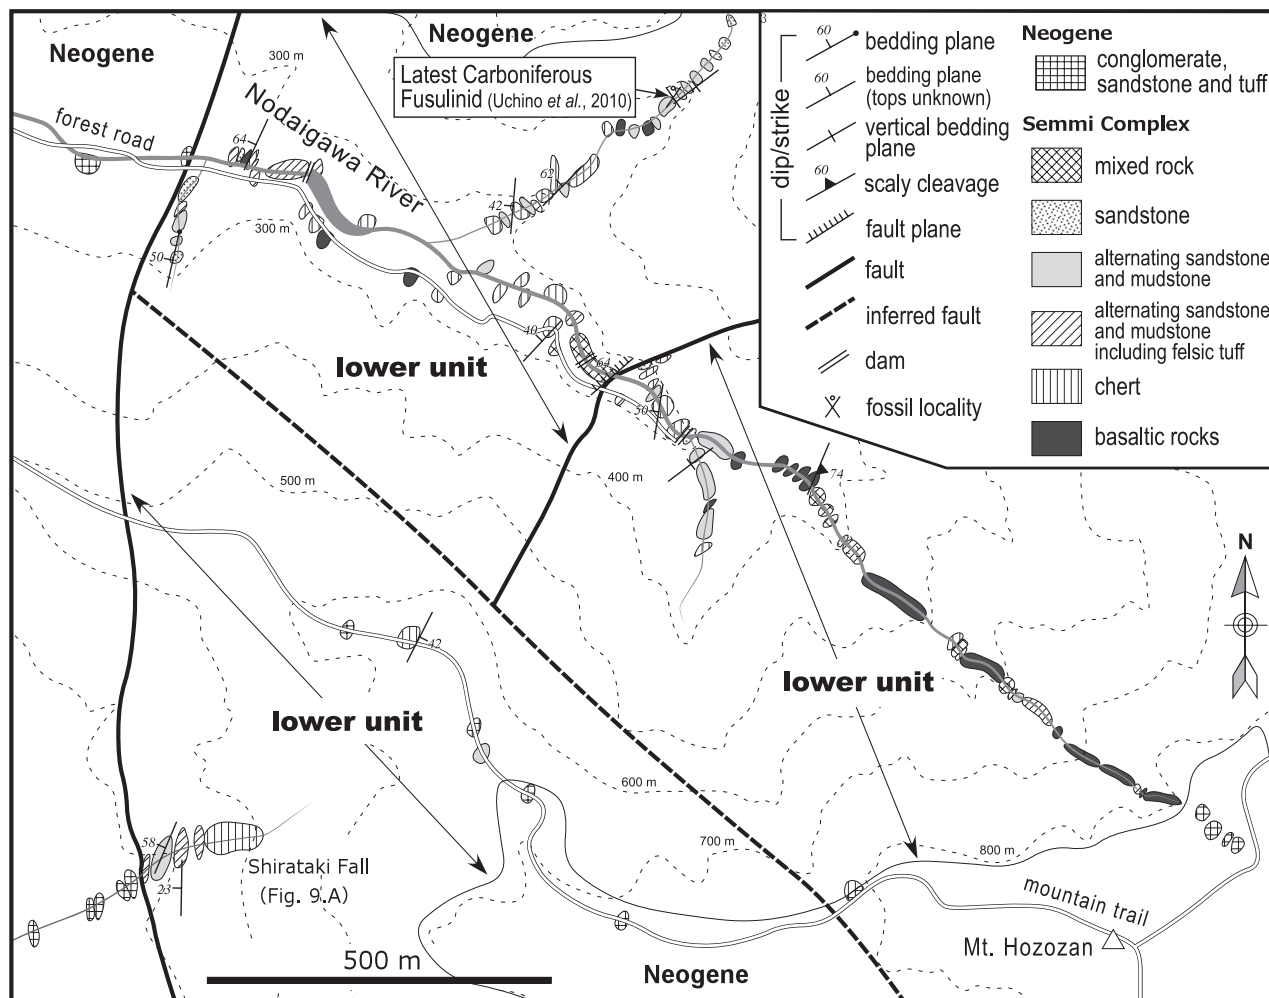 Neogene
Neogene
300 m
Latest Carboniferous
Fusulinid (Uchino et al., 2010)
forest road
Nodaigawa River
64
62
42
300 m
50
40
64
lower unit
50
400 m
74
500 m
42
lower unit
lower unit
600 m
700 m
800 m
58
23
Shirataki Fall
(Fig. 9.A)
mountain trail
Mt. Hozozan
500 m
Neogene
N
dip/strike
60
bedding plane
60
bedding plane
(tops unknown)
vertical bedding
plane
60
scaly cleavage
fault plane
fault
inferred fault
dam
fossil locality
Neogene
conglomerate,
sandstone and tuff
Semmi Complex
mixed rock
sandstone
alternating sandstone
and mudstone
alternating sandstone
and mudstone
including felsic tuff
chert
basaltic rocks